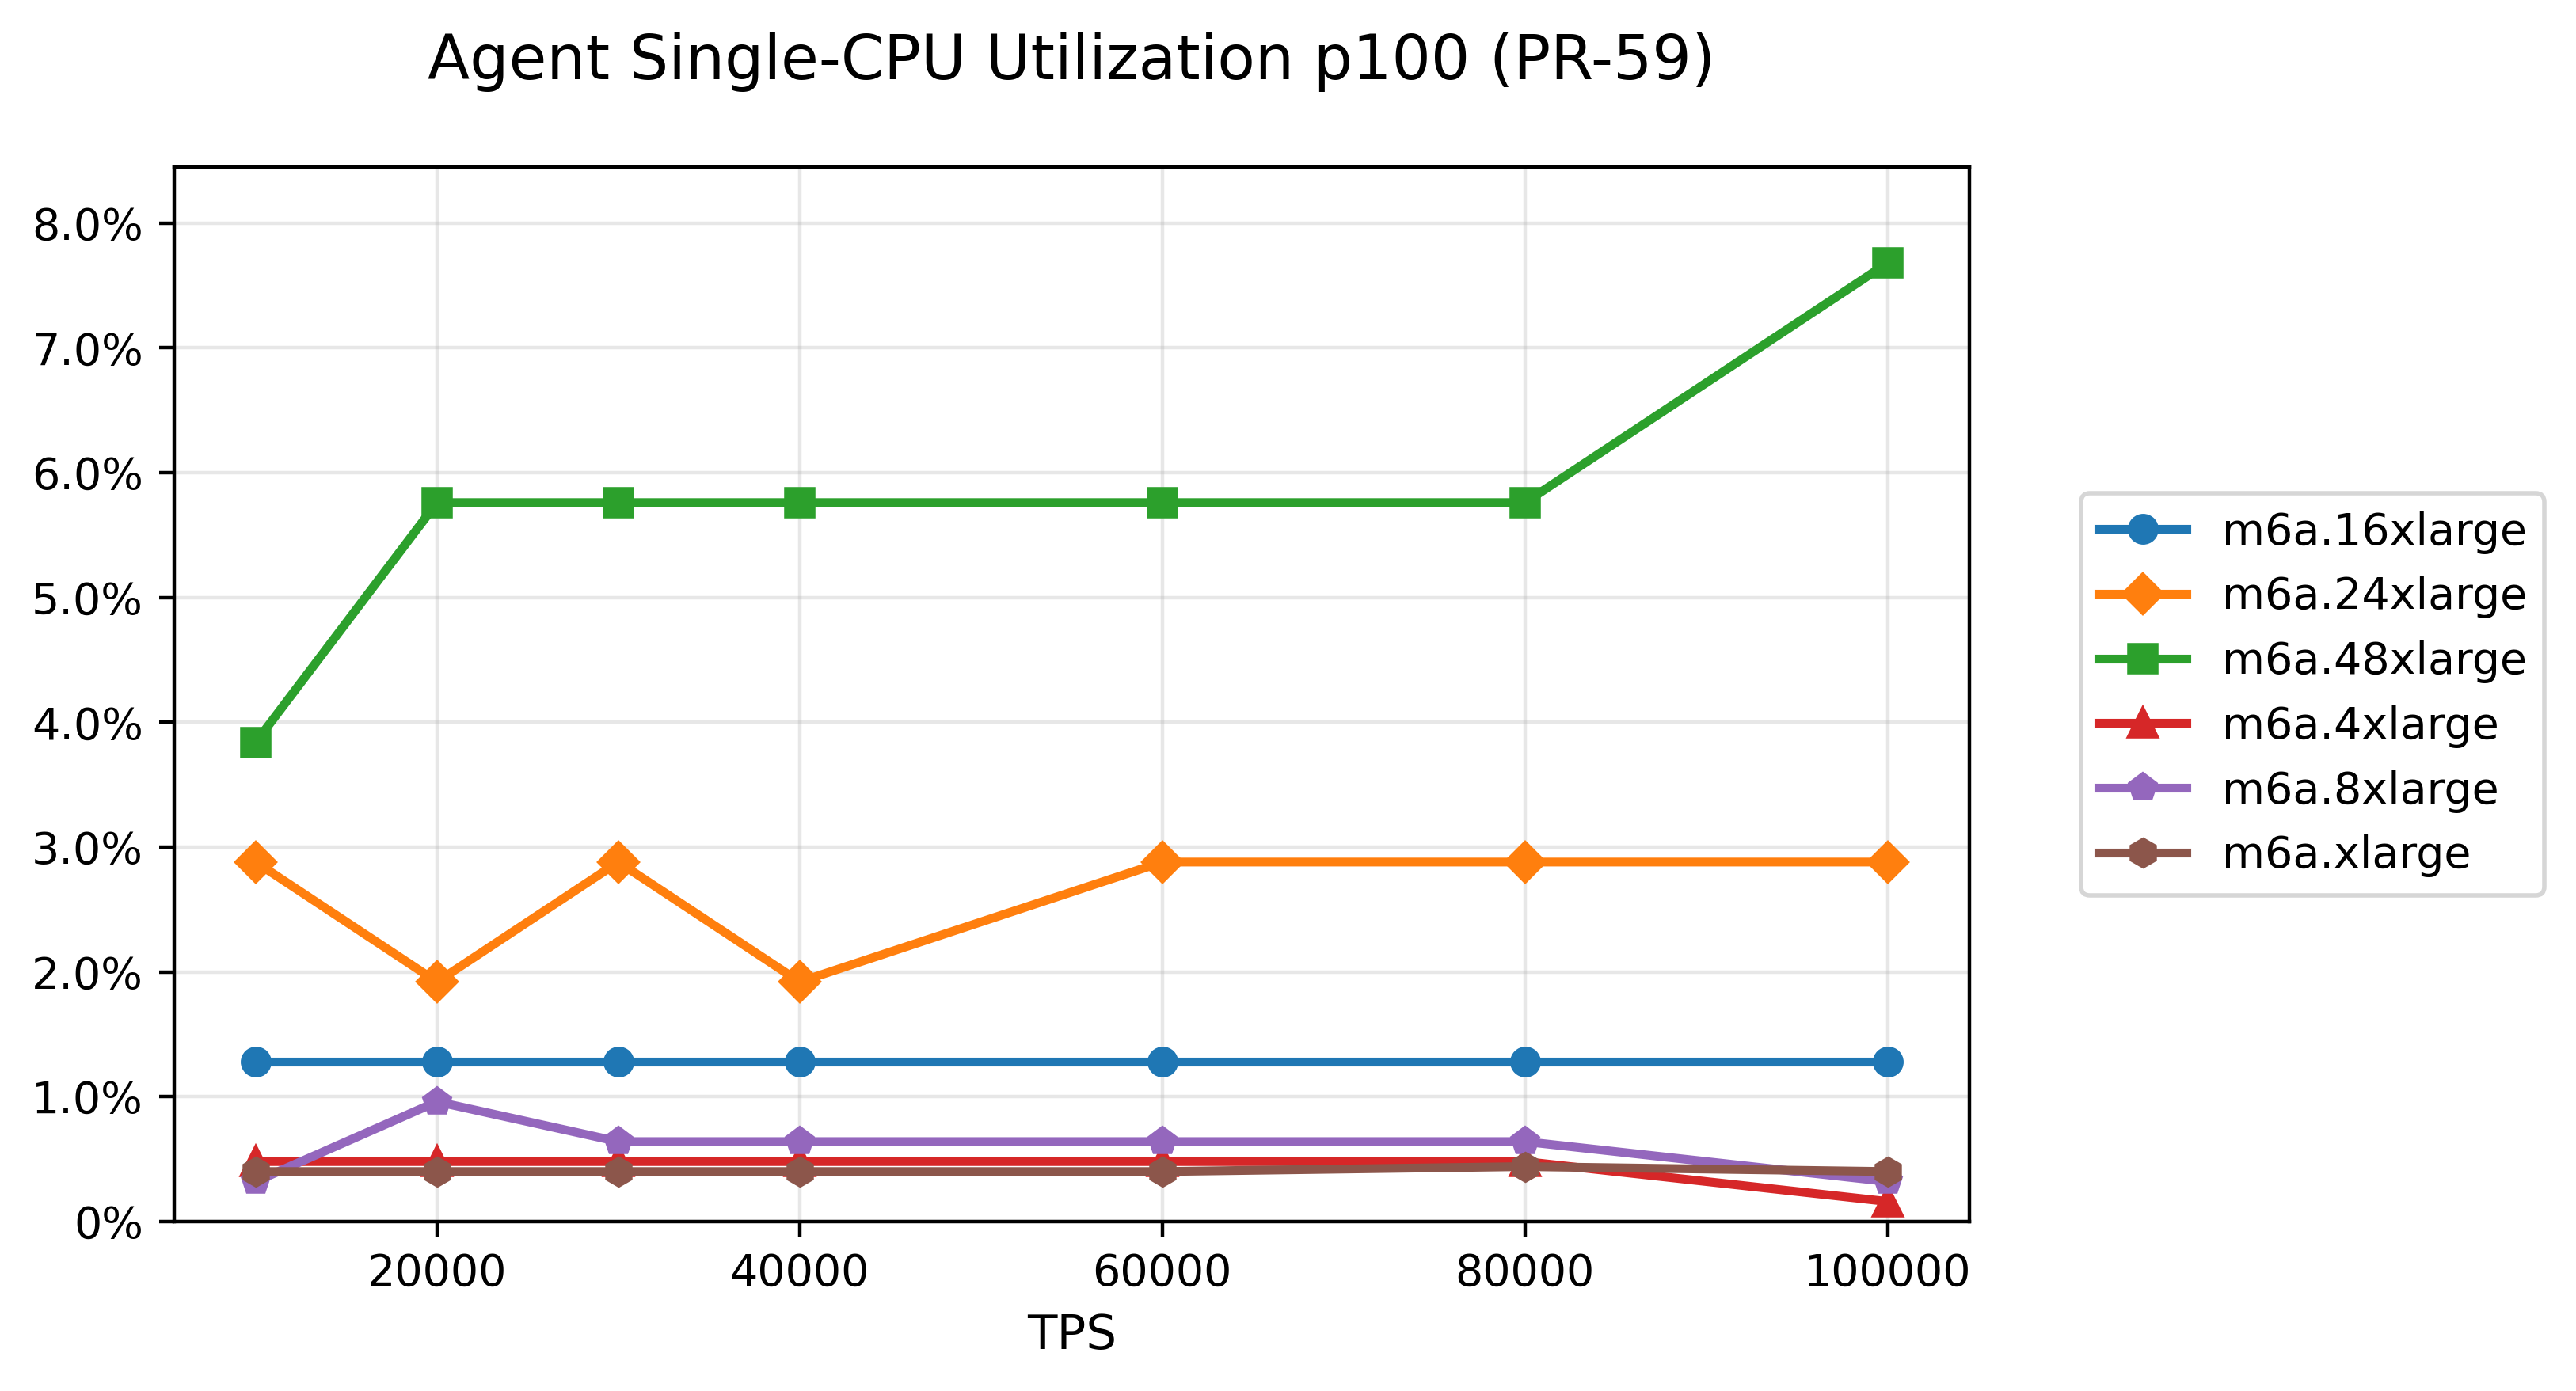 Agent Single-CPU Utilization p100 (PR-59)
8.0%
7.0%
6.0%
5.0%
4.0%
3.0%
2.0%
1.0%
0%
20000 40000 60000 80000 100000
TPS
m6a.16xlarge
m6a.24xlarge
m6a.48xlarge
m6a.4xlarge
m6a.8xlarge
m6a.xlarge